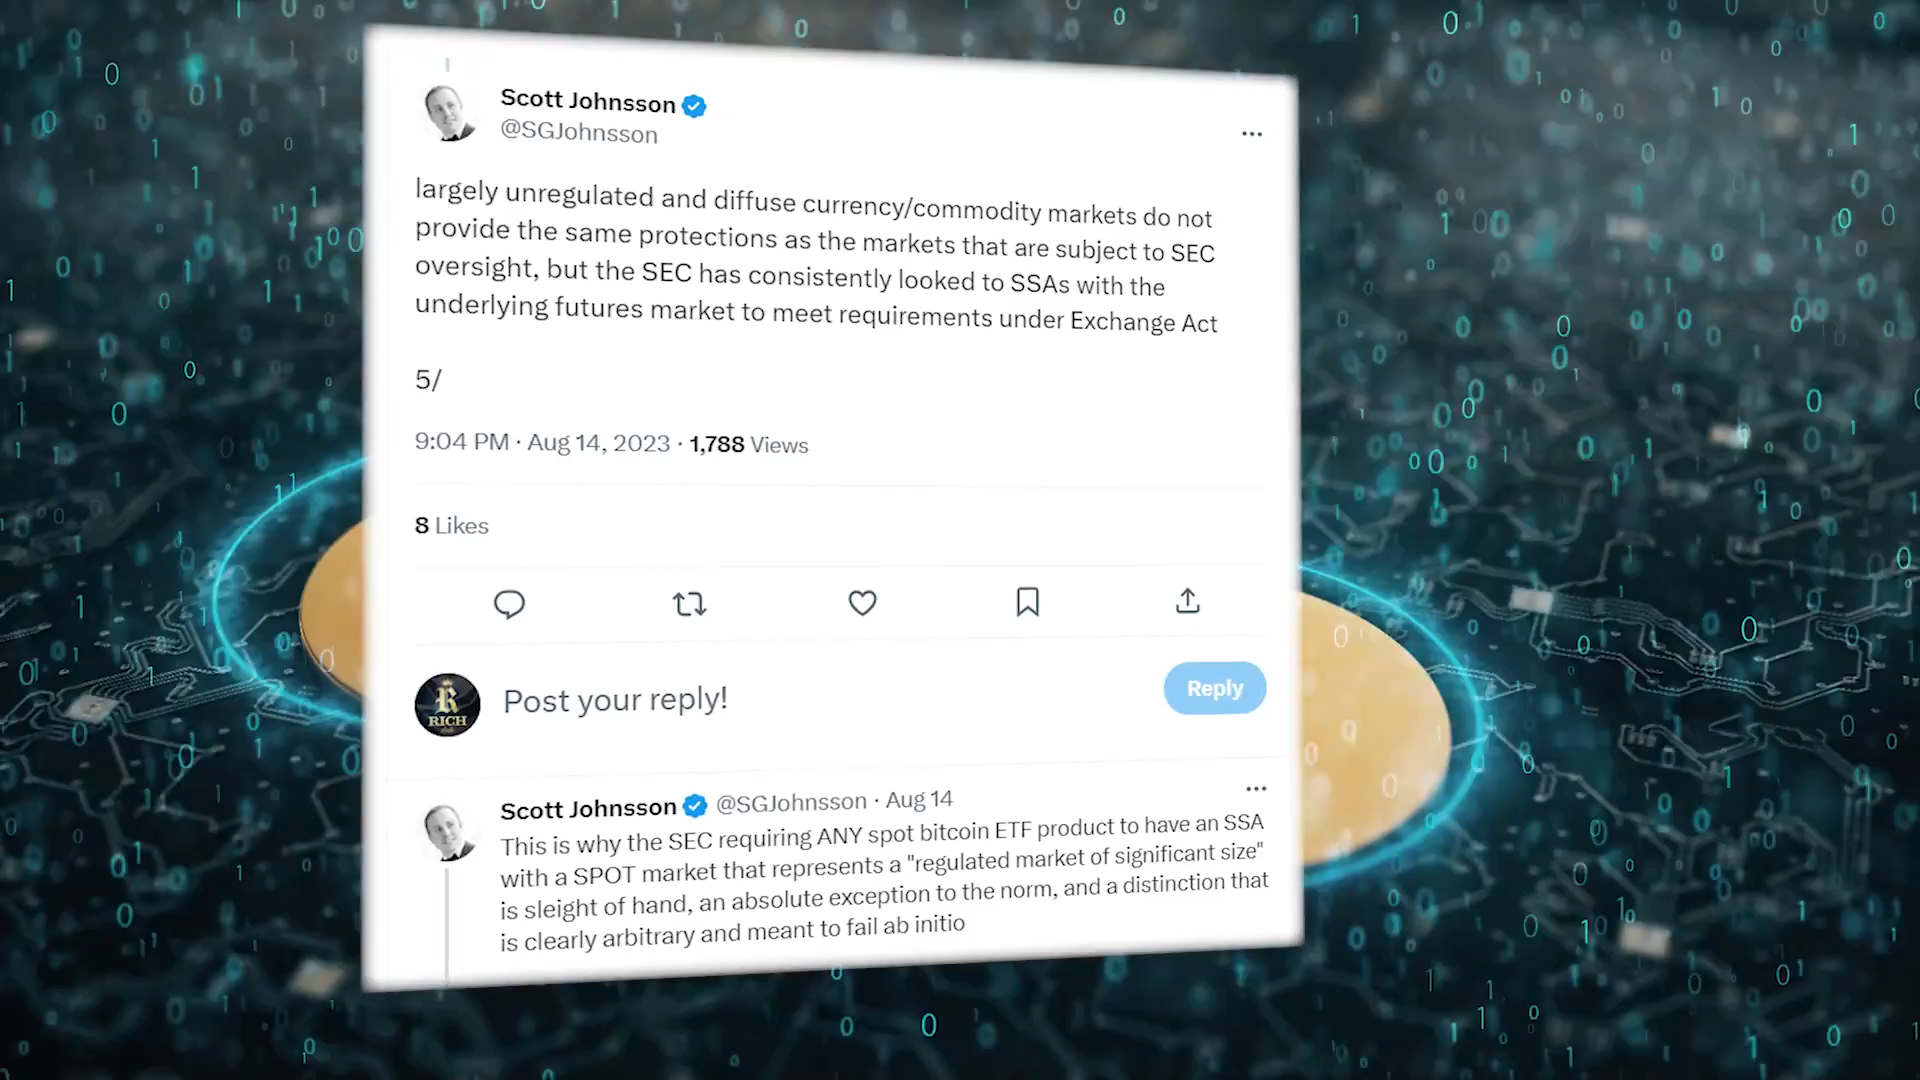 Scott Johnsson
@SGJohnsson
largely unregulated and diffuse currency/commodity markets do not
provide the same protections as the markets that are subject to SEC
oversight, but the SEC has consistently looked to SSAs with the
underlying futures market to meet requirements under Exchange Act
5/
9:04 PM · Aug 14, 2023 · 1,788 Views
8 Likes
R
RICH
Post your reply!
Reply
Scott Johnsson @SGJohnsson · Aug 14
This is why the SEC requiring ANY spot bitcoin ETF product to have an SSA
with a SPOT market that represents a "regulated market of significant size"
is sleight of hand, an absolute exception to the norm, and a distinction that
is clearly arbitrary and meant to fail ab initio